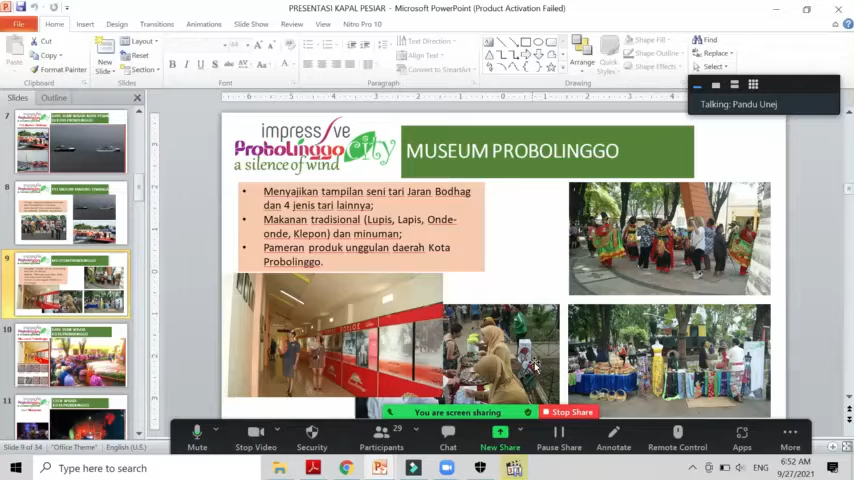 PRESENTASI KAPAL PESIAR - Microsoft PowerPoint (Product Activation Failed)
File Home Insert Design Transitions Animations Slide Show Review View Nitro Pro 10
Cut
Copy
Format Painter
Clipboard
New
Slide
Layout
Reset
Section
Slides
B I U S
Font
Text Direction
Align Text
Convert to SmartArt
Paragraph
Arrange
Quick
Styles
Shape Fill
Shape Outline
Shape Effects
Drawing
Find
Replace
Select
Talking: Pandu Unej
Slides Outline
7
8
9
10
11
impressive
Probolinggo city
a silence of wind
MUSEUM PROBOLINGGO
• Menyajikan tampilan seni tari Jaran Bodhag
dan 4 jenis tari lainnya;
• Makanan tradisional (Lupis, Lapis, Onde-
onde, Klepon) dan minuman;
• Pameran produk unggulan daerah Kota
Probolinggo.
You are screen sharing
Stop Share
Mute
Stop Video
Security
29
Participants
Chat
New Share
Pause Share
Annotate
Remote Control
Apps
More
Slide 9 of 34 "Office Theme" English (U.S.)
Type here to search
ENG
6:52 AM
9/27/2021